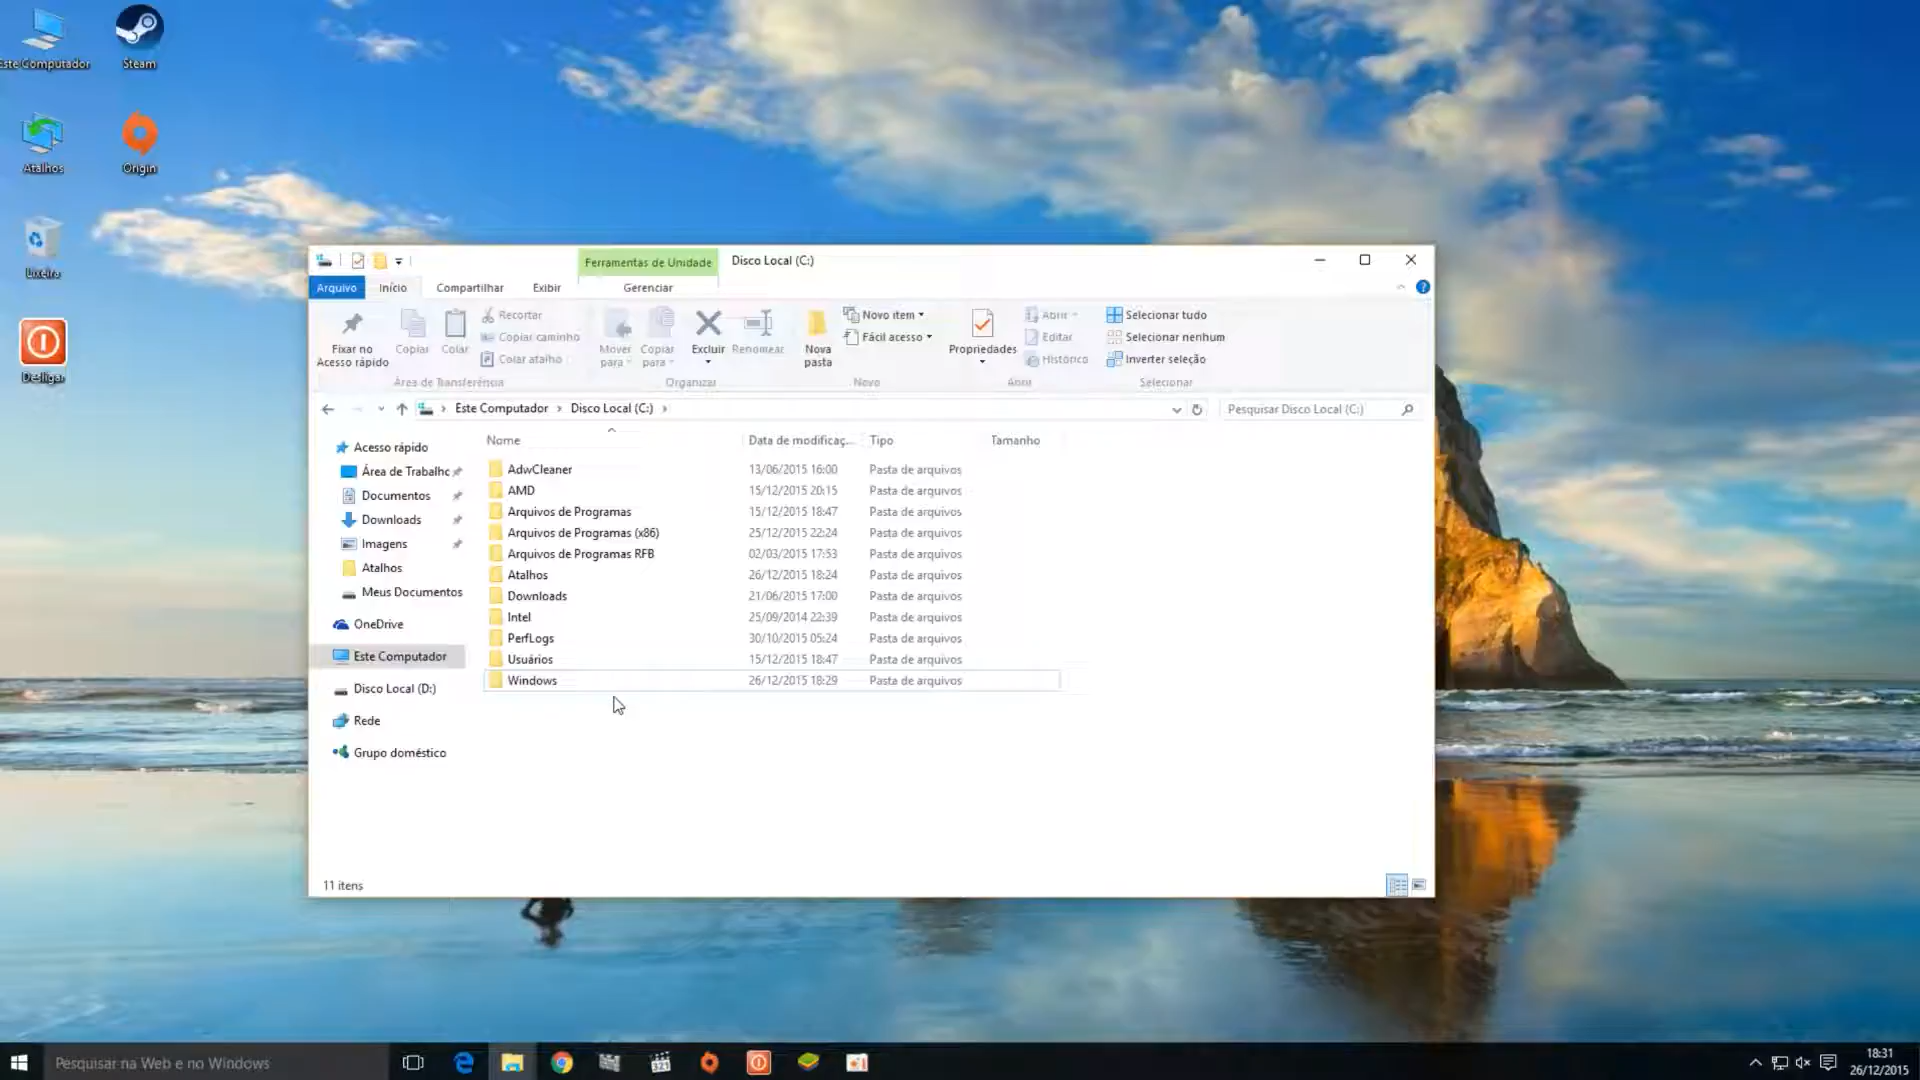 Este Computador
Steam
Atalhos
Origin
Lixeira
Desligar
Ferramentas de Unidade
Disco Local (C:)
Arquivo
Início
Compartilhar
Exibir
Gerenciar
Fixar no
Acesso rápido
Copiar
Colar
Recortar
Copiar caminho
Colar atalho
Área de Transferência
Mover
para
Copiar
para
Excluir
Renomear
Organizar
Nova
pasta
Novo item
Fácil acesso
Novo
Propriedades
Abrir
Editar
Histórico
Abrir
Selecionar tudo
Selecionar nenhum
Inverter seleção
Selecionar
Este Computador > Disco Local (C:) >
Pesquisar Disco Local (C:)
Acesso rápido
Área de Trabalho
Documentos
Downloads
Imagens
Atalhos
Meus Documentos
OneDrive
Este Computador
Disco Local (D:)
Rede
Grupo doméstico
Nome Data de modificaç... Tipo Tamanho
AdwCleaner 13/06/2015 16:00 Pasta de arquivos
AMD 15/12/2015 20:15 Pasta de arquivos
Arquivos de Programas 15/12/2015 18:47 Pasta de arquivos
Arquivos de Programas (x86) 25/12/2015 22:24 Pasta de arquivos
Arquivos de Programas RFB 02/03/2015 17:53 Pasta de arquivos
Atalhos 26/12/2015 18:24 Pasta de arquivos
Downloads 21/06/2015 17:00 Pasta de arquivos
Intel 25/09/2014 22:39 Pasta de arquivos
PerfLogs 30/10/2015 05:24 Pasta de arquivos
Usuários 15/12/2015 18:47 Pasta de arquivos
Windows 26/12/2015 18:29 Pasta de arquivos
11 itens
Pesquisar na Web e no Windows
321
18:31
26/12/2015